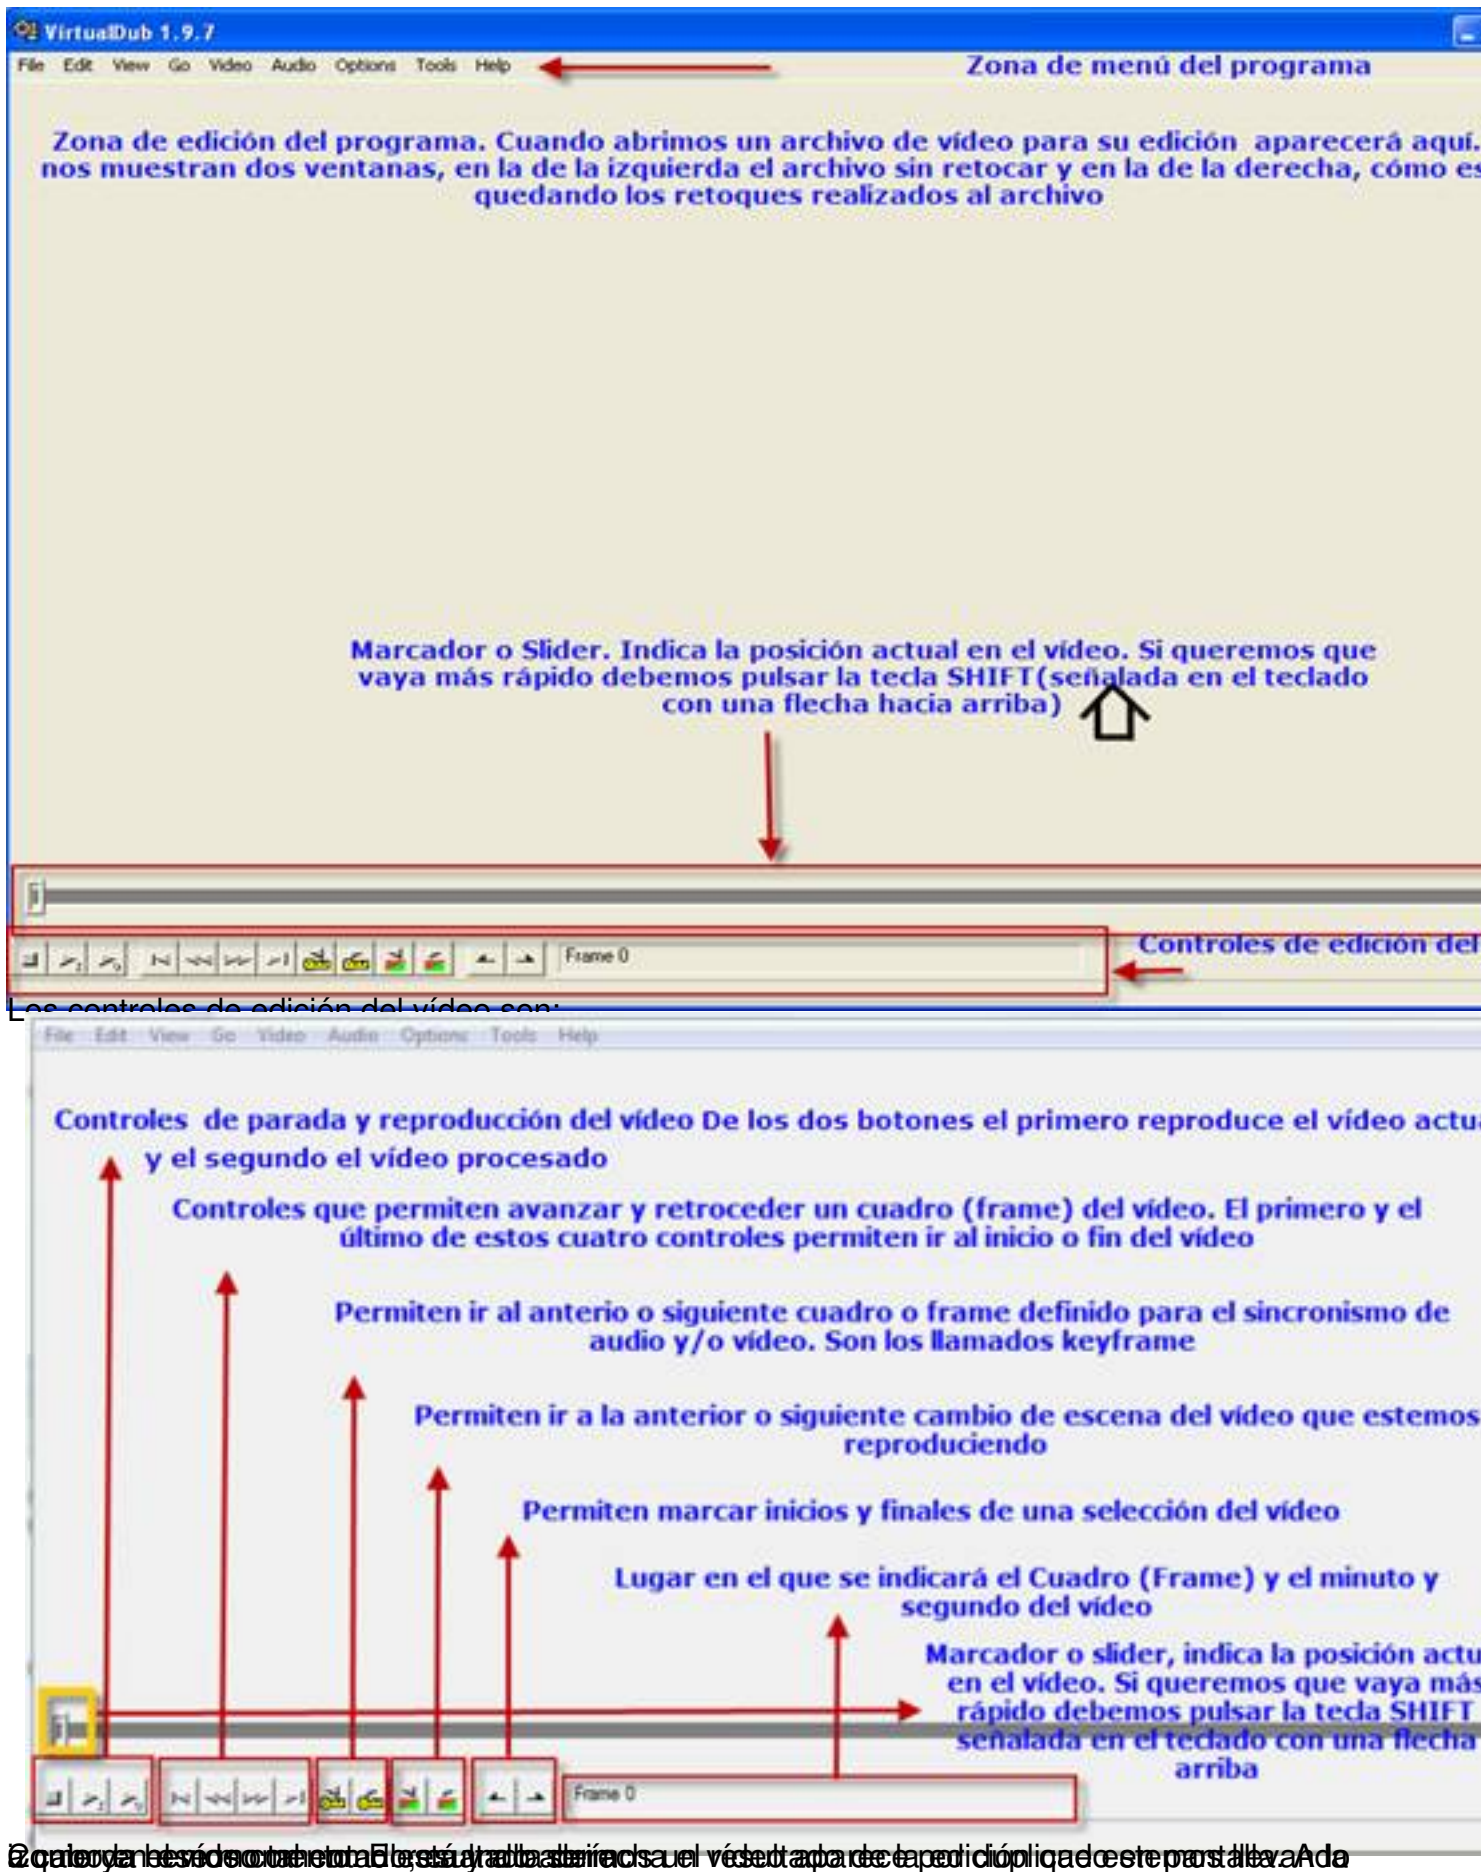 VirtualDub 1.9.7
File Edit View Go Video Audio Options Tools Help
Zona de menú del programa
Zona de edición del programa. Cuando abrimos un archivo de vídeo para su edición aparecerá aquí.
nos muestran dos ventanas, en la de la izquierda el archivo sin retocar y en la de la derecha, cómo es
quedando los retoques realizados al archivo
Marcador o Slider. Indica la posición actual en el vídeo. Si queremos que
vaya más rápido debemos pulsar la tecla SHIFT(señalada en el teclado
con una flecha hacia arriba)
Controles de edición del
Frame 0
Los controles de edición del vídeo son:
File Edit View Go Video Audio Options Tools Help
Controles de parada y reproducción del vídeo De los dos botones el primero reproduce el vídeo actua
y el segundo el vídeo procesado
Controles que permiten avanzar y retroceder un cuadro (frame) del vídeo. El primero y el
último de estos cuatro controles permiten ir al inicio o fin del vídeo
Permiten ir al anterio o siguiente cuadro o frame definido para el sincronismo de
audio y/o vídeo. Son los llamados keyframe
Permiten ir a la anterior o siguiente cambio de escena del vídeo que estemos
reproduciendo
Permiten marcar inicios y finales de una selección del vídeo
Lugar en el que se indicará el Cuadro (Frame) y el minuto y
segundo del vídeo
Marcador o slider, indica la posición actu
en el vídeo. Si queremos que vaya más
rápido debemos pulsar la tecla SHIFT
señalada en el teclado con una flecha
arriba
Frame 0